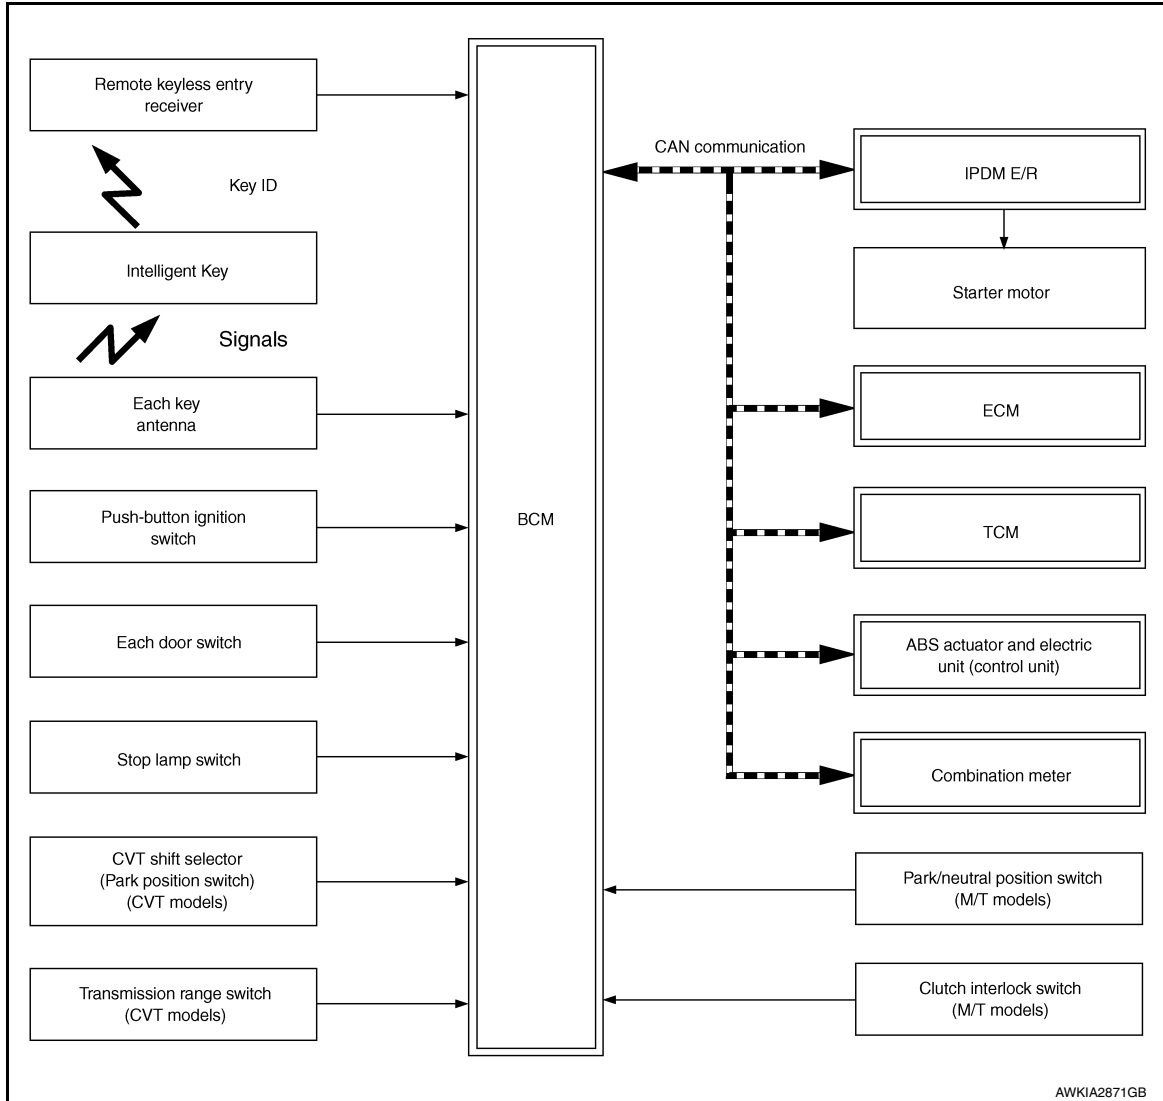 Remote keyless entry
receiver
Key ID
Intelligent Key
Signals
Each key
antenna
Push-button ignition
switch
Each door switch
Stop lamp switch
CVT shift selector
(Park position switch)
(CVT models)
Transmission range switch
(CVT models)
BCM
CAN communication
IPDM E/R
Starter motor
ECM
TCM
ABS actuator and electric
unit (control unit)
Combination meter
Park/neutral position switch
(M/T models)
Clutch interlock switch
(M/T models)
AWKIA2871GB